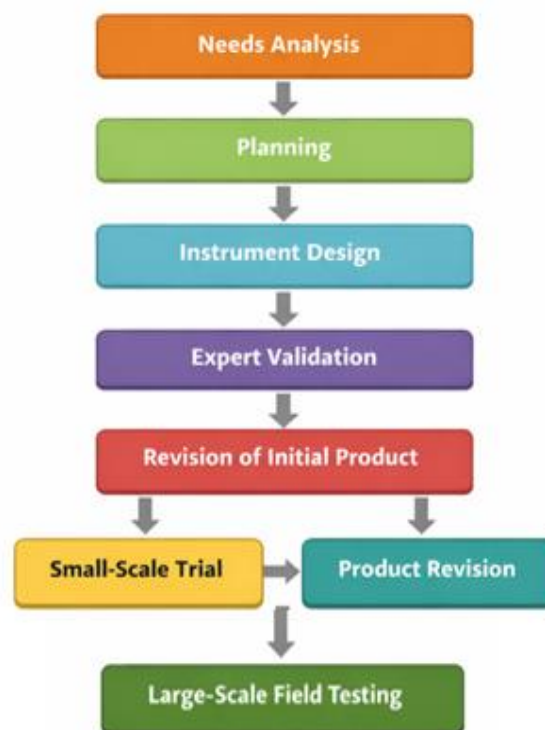 Needs Analysis
Planning
Instrument Design
Expert Validation
Revision of Initial Product
Small-Scale Trial
Product Revision
Large-Scale Field Testing